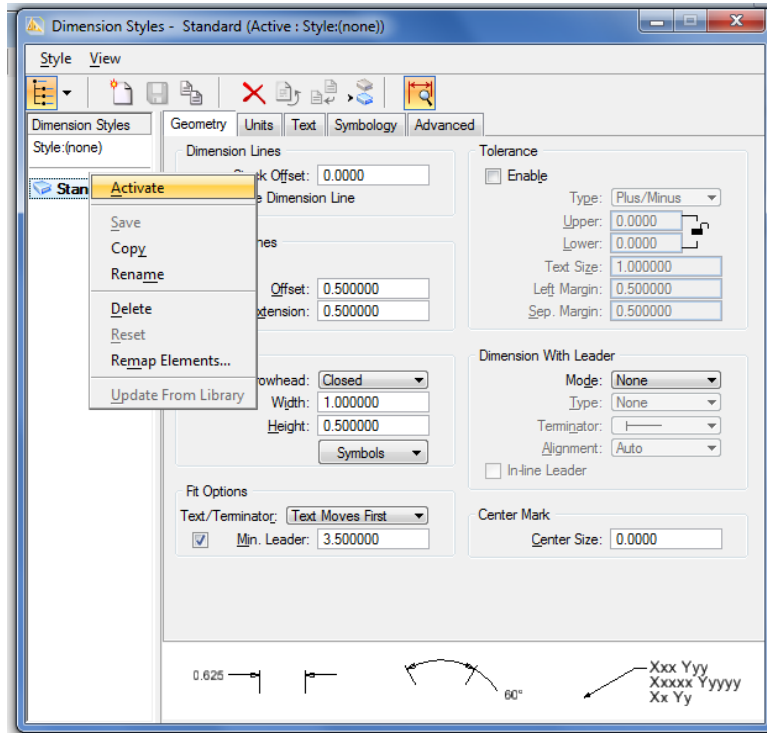 Dimension Styles - Standard (Active : Style:(none))
Style View
Dimension Styles
Style:(none)
Stan
Activate
Save
Copy
Rename
Delete
Reset
Remap Elements...
Update From Library
Geometry Units Text Symbology Advanced
Dimension Lines
Offset: 0.0000
Dimension Line
Offset: 0.500000
0.500000
Closed
Width: 1.000000
Height: 0.500000
Symbols
Fit Options
Text/Terminator: Text Moves First
Min. Leader: 3.500000
Tolerance
Enable
Type: Plus/Minus
Upper: 0.0000
Lower: 0.0000
Text Size: 1.000000
Left Margin: 0.500000
Sep. Margin: 0.500000
Dimension With Leader
Mode: None
Type: None
Terminator:
Alignment: Auto
In-line Leader
Center Mark
Center Size: 0.0000
0.625
60°
Xxx Yyy
Xxxxx Yyyyy
Xx Yy